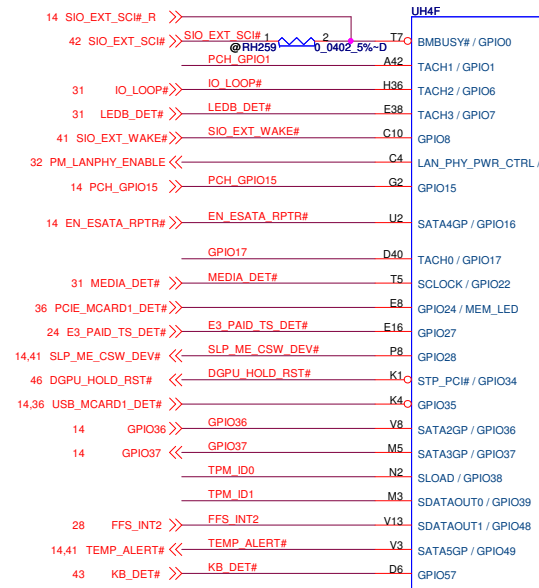 UH4F
14 SIO_EXT_SCI#_R
42 SIO_EXT_SCI# SIO_EXT_SCI# 1 2 T7 BMBUSY# / GPIO0
@RH259 0_0402_5%~D
PCH_GPIO1 A42 TACH1 / GPIO1
31 IO_LOOP# IO_LOOP# H36 TACH2 / GPIO6
31 LEDB_DET# LEDB_DET# E38 TACH3 / GPIO7
41 SIO_EXT_WAKE# SIO_EXT_WAKE# C10 GPIO8
32 PM_LANPHY_ENABLE C4 LAN_PHY_PWR_CTRL /
14 PCH_GPIO15 PCH_GPIO15 G2 GPIO15
14 EN_ESATA_RPTR# EN_ESATA_RPTR# U2 SATA4GP / GPIO16
GPIO17 D40 TACH0 / GPIO17
31 MEDIA_DET# MEDIA_DET# T5 SCLOCK / GPIO22
36 PCIE_MCARD1_DET# E8 GPIO24 / MEM_LED
24 E3_PAID_TS_DET# E3_PAID_TS_DET# E16 GPIO27
14,41 SLP_ME_CSW_DEV# SLP_ME_CSW_DEV# P8 GPIO28
46 DGPU_HOLD_RST# DGPU_HOLD_RST# K1 STP_PCI# / GPIO34
14,36 USB_MCARD1_DET# K4 GPIO35
14 GPIO36 GPIO36 V8 SATA2GP / GPIO36
14 GPIO37 GPIO37 M5 SATA3GP / GPIO37
TPM_ID0 N2 SLOAD / GPIO38
TPM_ID1 M3 SDATAOUT0 / GPIO39
28 FFS_INT2 FFS_INT2 V13 SDATAOUT1 / GPIO48
14,41 TEMP_ALERT# TEMP_ALERT# V3 SATA5GP / GPIO49
43 KB_DET# KB_DET# D6 GPIO57